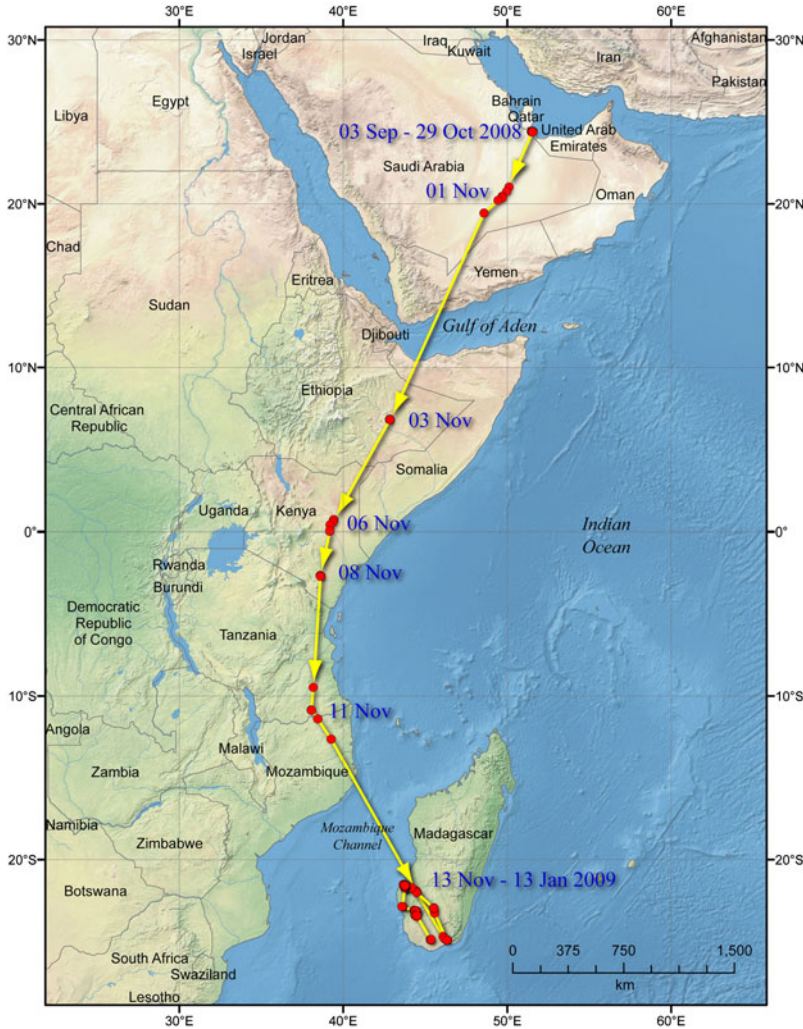 20°E 40°E 50°E 60°E
30°N 30°N
Jordan
Israel
Iraq
Kuwait
Iran
Afghanistan
Pakistan
Libya
Egypt
Bahrain
Qatar
03 Sep - 29 Oct 2008
United Arab
Emirates
Saudi Arabia
01 Nov
Oman
20°N 20°N
Chad
Yemen
Eritrea
Sudan
Gulf of Aden
Djibouti
10°N 10°N
Ethiopia
Central African
Republic
03 Nov
Somalia
Uganda
Kenya
06 Nov
Indian
Ocean
0° 0°
Rwanda
Burundi
08 Nov
Democratic
Republic
of Congo
Tanzania
10°S 10°S
11 Nov
Angola
Malawi
Zambia
Mozambique
Namibia
Zimbabwe
Mozambique
Channel
Madagascar
20°S 20°S
13 Nov - 13 Jan 2009
Botswana
South Africa
Swaziland
Lesotho
0 375 750 1,500
km
30°E 40°E 50°E 60°E